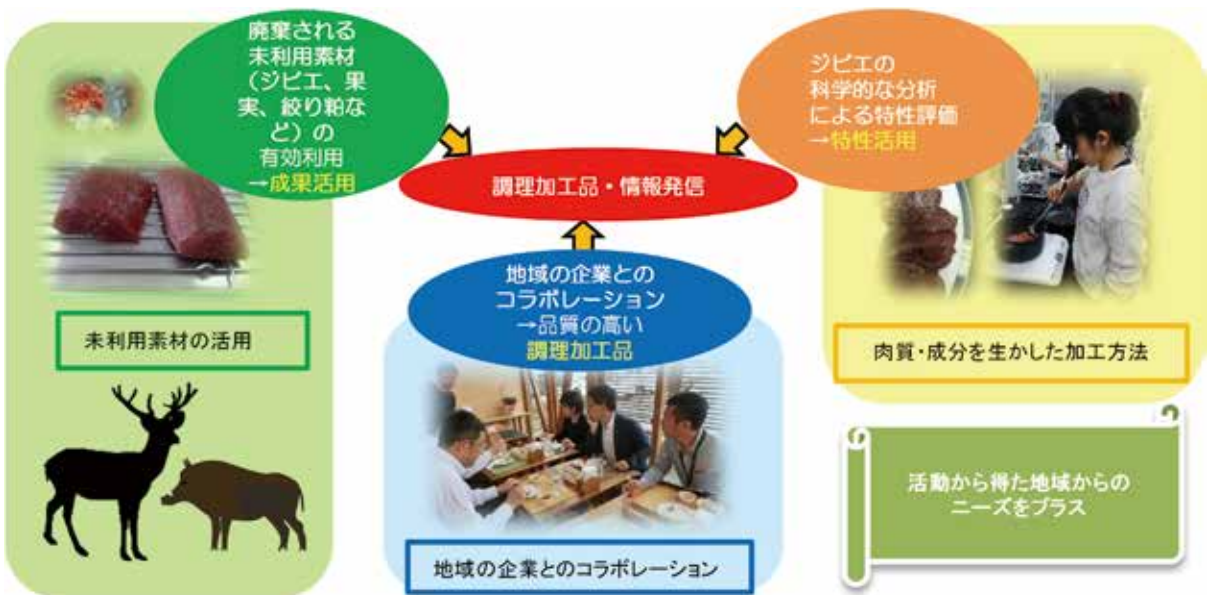 廃棄される
未利用素材
（ジビエ、果
実、絞り粕な
ど）の
有効利用
→成果活用
ジビエの
科学的な分析
による特性評価
→特性活用
調理加工品・情報発信
地域の企業との
コラボレーション
→品質の高い
調理加工品
未利用素材の活用
肉質・成分を生かした加工方法
活動から得た地域からの
ニーズをプラス
地域の企業とのコラボレーション